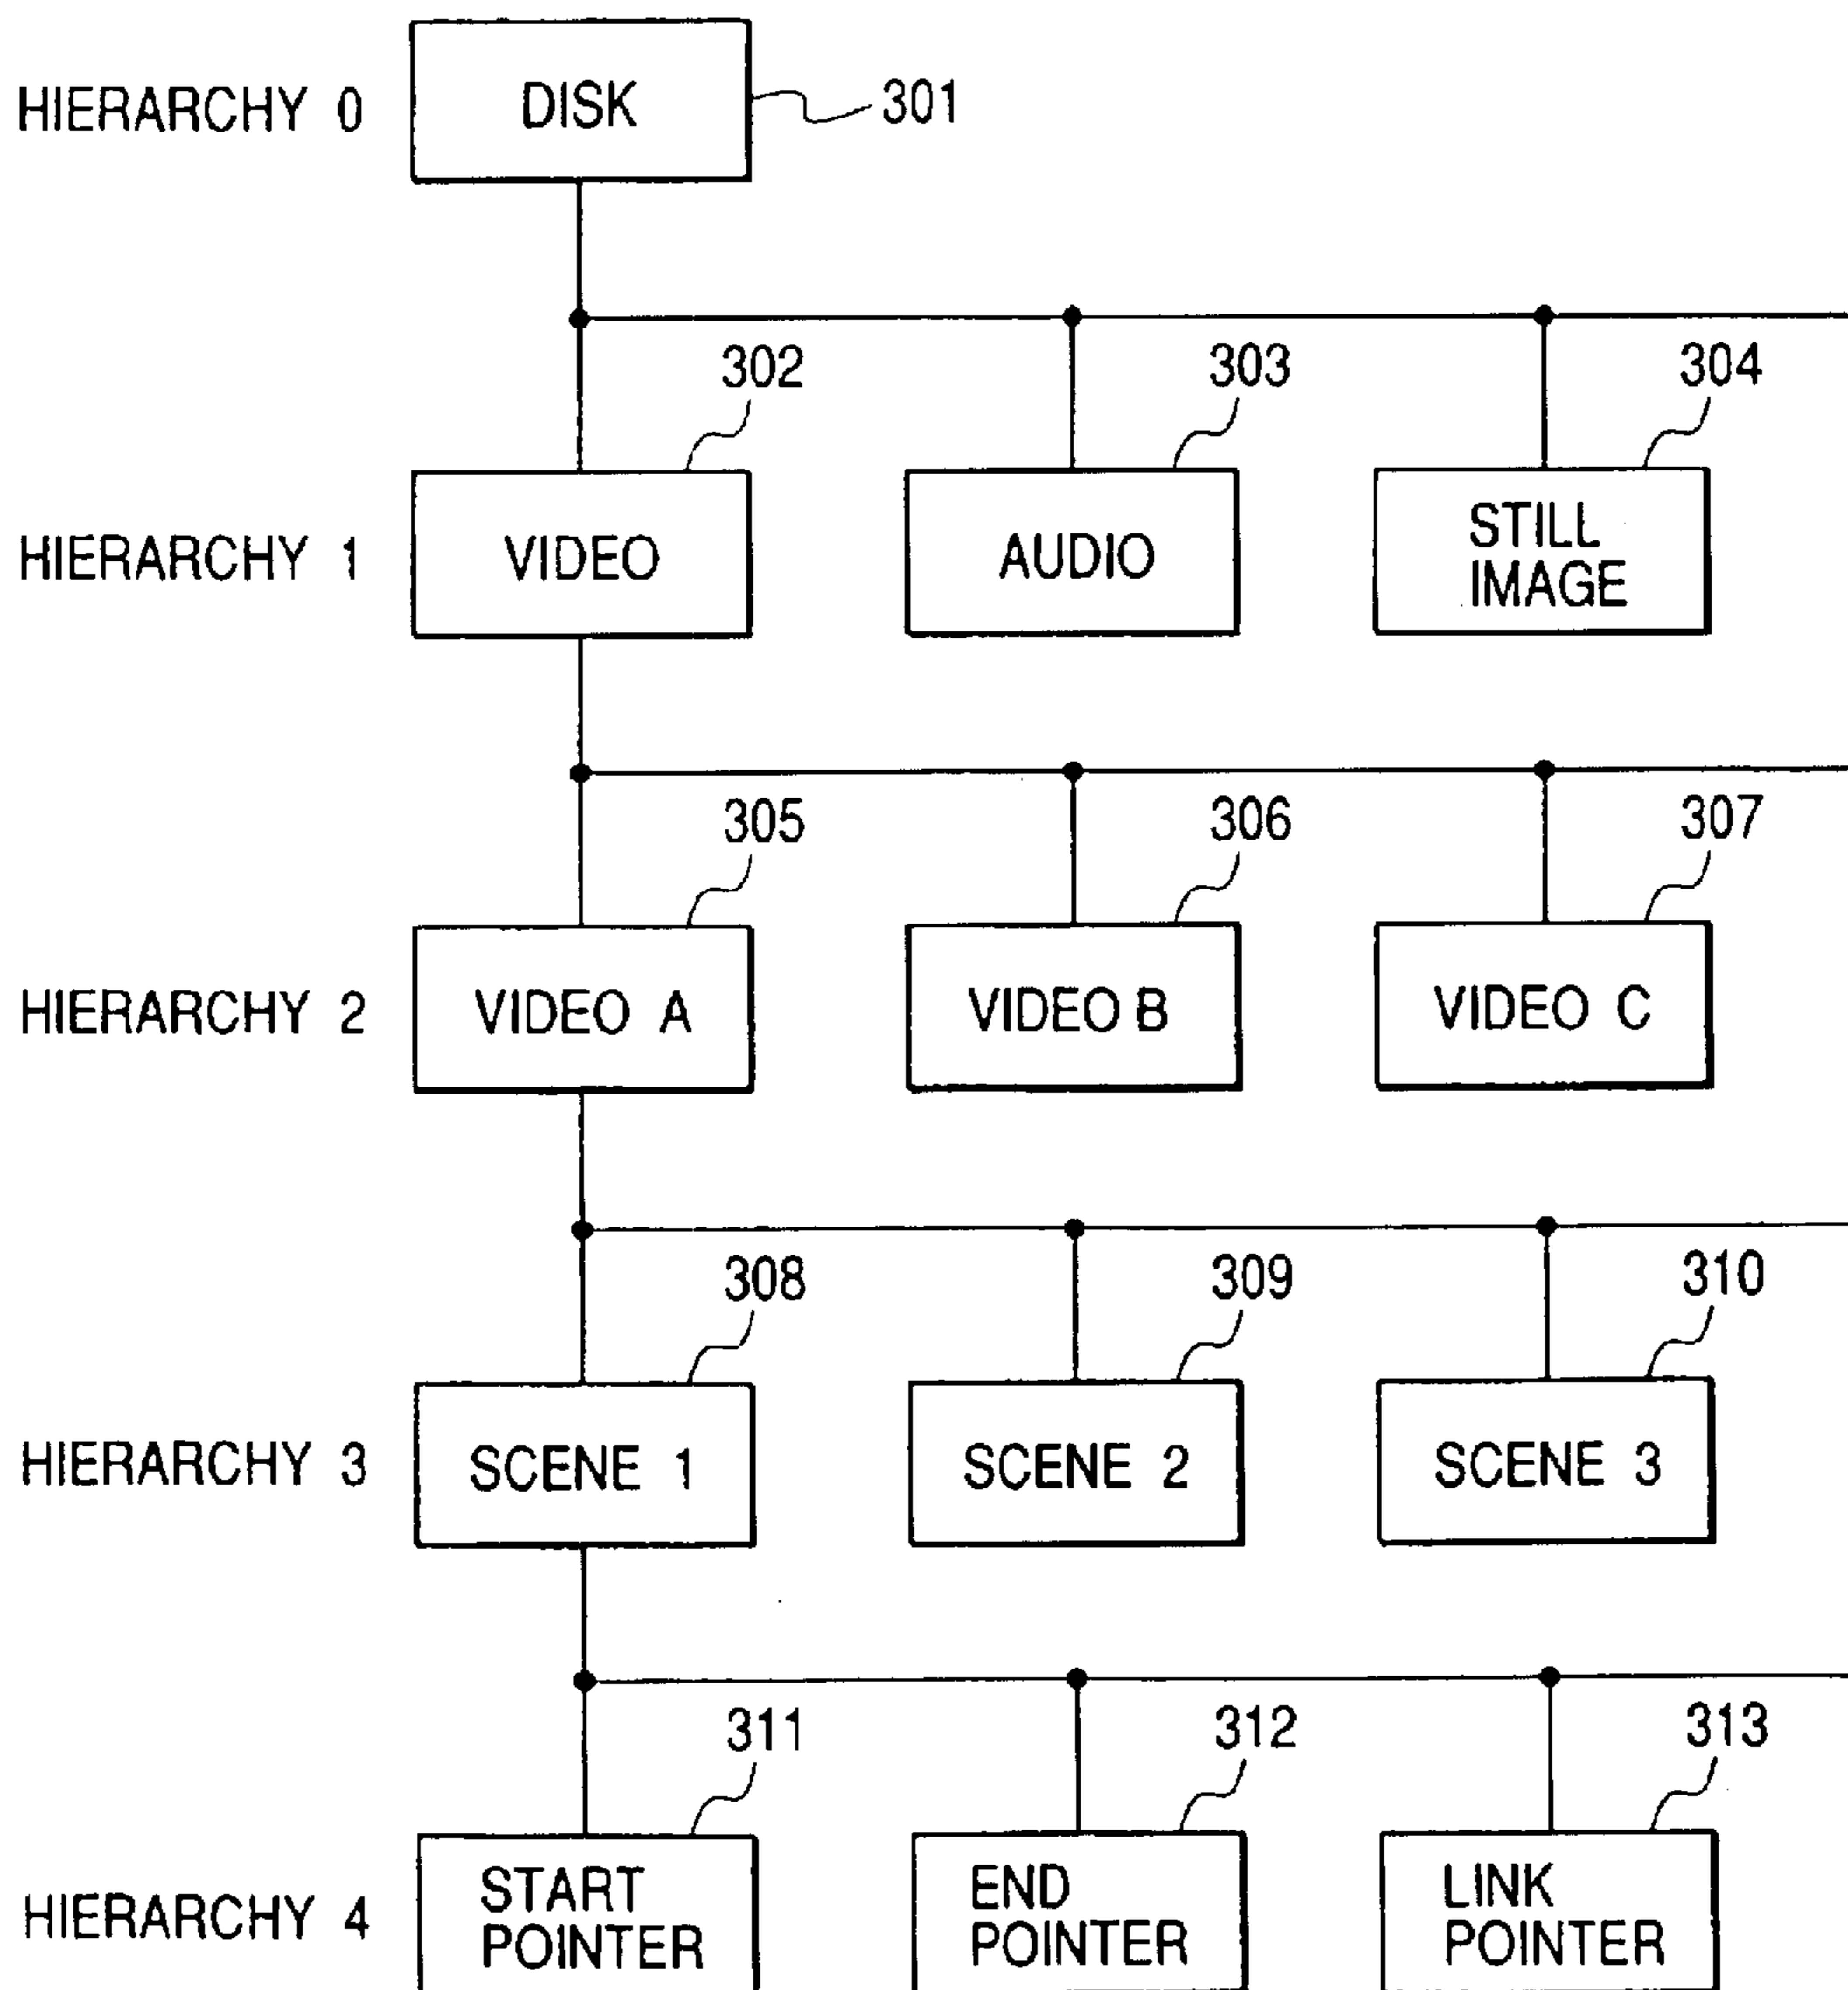 HIERARCHY 0
DISK
301
302
303
304
HIERARCHY 1
VIDEO
AUDIO
STILL
IMAGE
305
306
307
HIERARCHY 2
VIDEO A
VIDEO B
VIDEO C
308
309
310
HIERARCHY 3
SCENE 1
SCENE 2
SCENE 3
311
312
313
HIERARCHY 4
START
POINTER
END
POINTER
LINK
POINTER